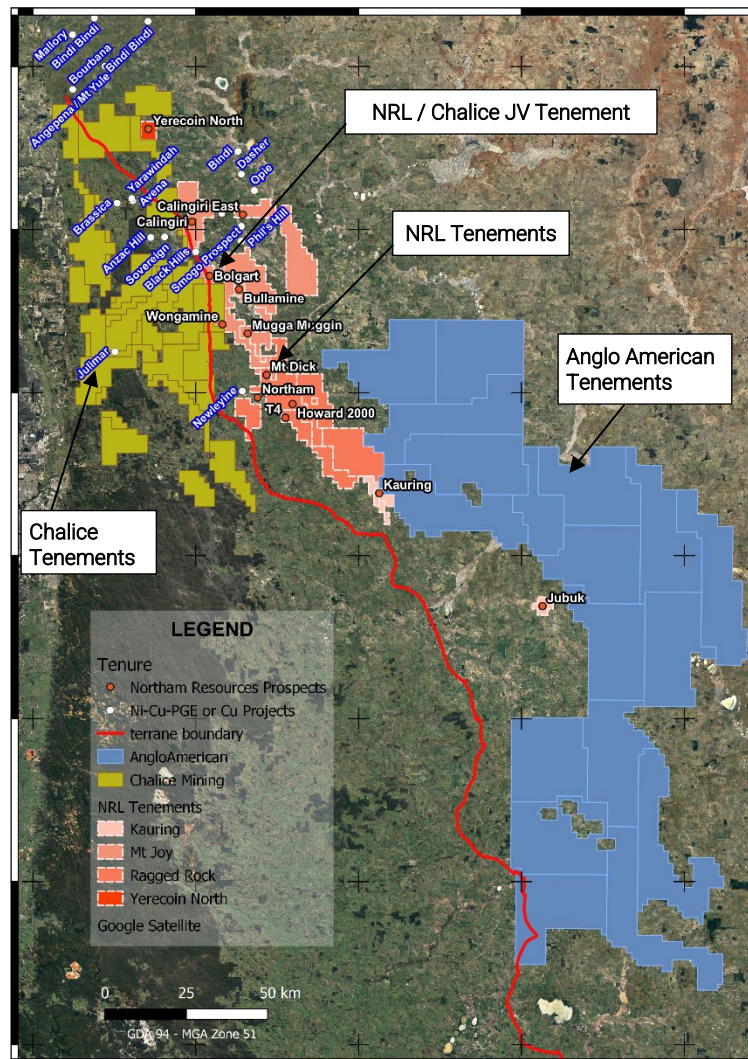 Mallory
Bindi Bindi
Bourbana
Bindi Bindi
Angepena / Mt Yule
NRL / Chalice JV Tenement
Yerecoin North
Bindi
Dasher
Opie
Yarawindah
Avena
Brassica
Calingiri East
Calingiri
Phil's Hill
NRL Tenements
Anzac Hill
Sovereign
Black Hills
Smogo Prospect
Bolgart
Bullamine
Wongamine
Mugga Muggin
Julimar
Mt Dick
Anglo American
Tenements
Newleyine
Northam
T4
Howard 2000
Kauring
Chalice
Tenements
Jubuk
LEGEND
Tenure
Northam Resources Prospects
Ni-Cu-PGE or Cu Projects
terrane boundary
AngloAmerican
Chalice Mining
NRL Tenements
Kauring
Mt Joy
Ragged Rock
Yerecoin North
Google Satellite
0 25 50 km
GDA 94 - MGA Zone 51